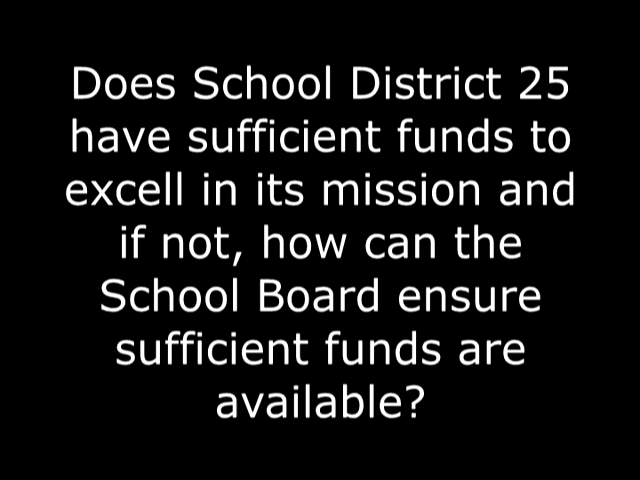 Does School District 25
have sufficient funds to
excell in its mission and
if not, how can the
School Board ensure
sufficient funds are
available?